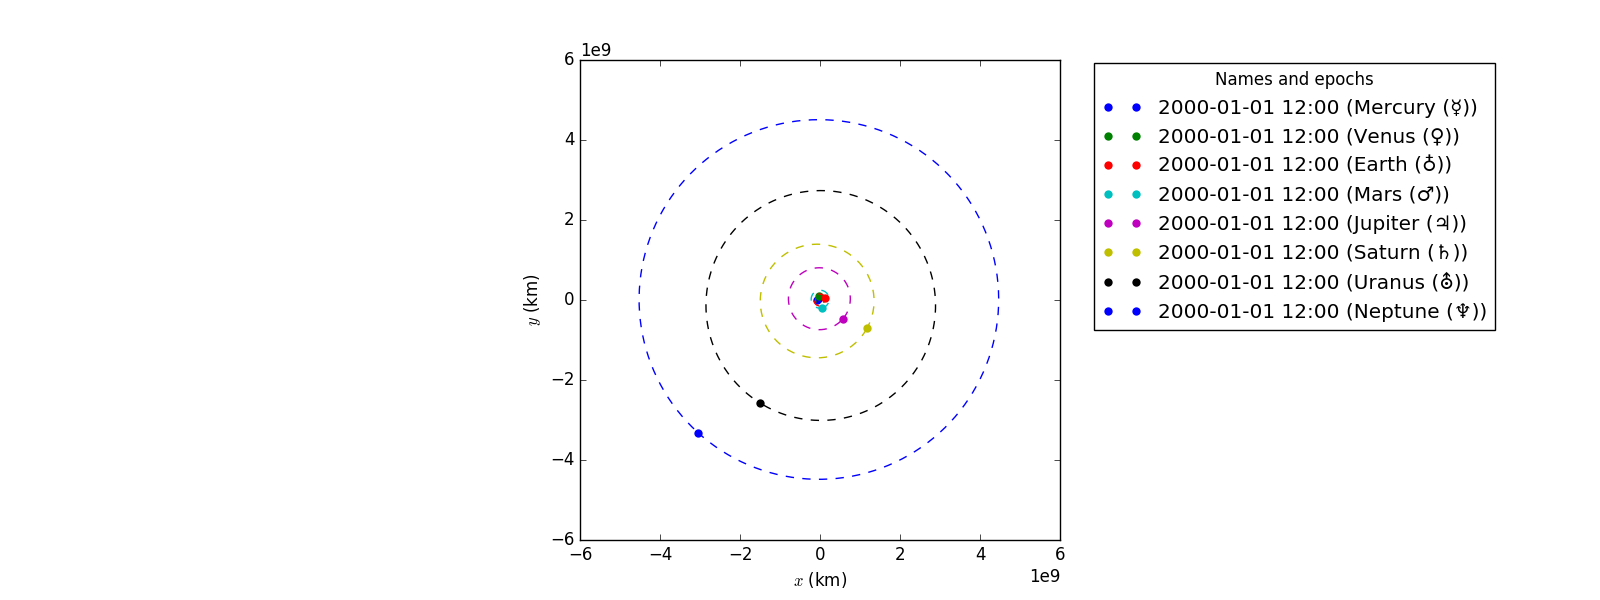 1e9
6
4
2
0
−2
−4
−6
y (km)
−6 −4 −2 0 2 4 6
1e9
x (km)
Names and epochs
2000-01-01 12:00 (Mercury (☿))
2000-01-01 12:00 (Venus (♀))
2000-01-01 12:00 (Earth (♁))
2000-01-01 12:00 (Mars (♂))
2000-01-01 12:00 (Jupiter (♃))
2000-01-01 12:00 (Saturn (♄))
2000-01-01 12:00 (Uranus (⛢))
2000-01-01 12:00 (Neptune (♆))